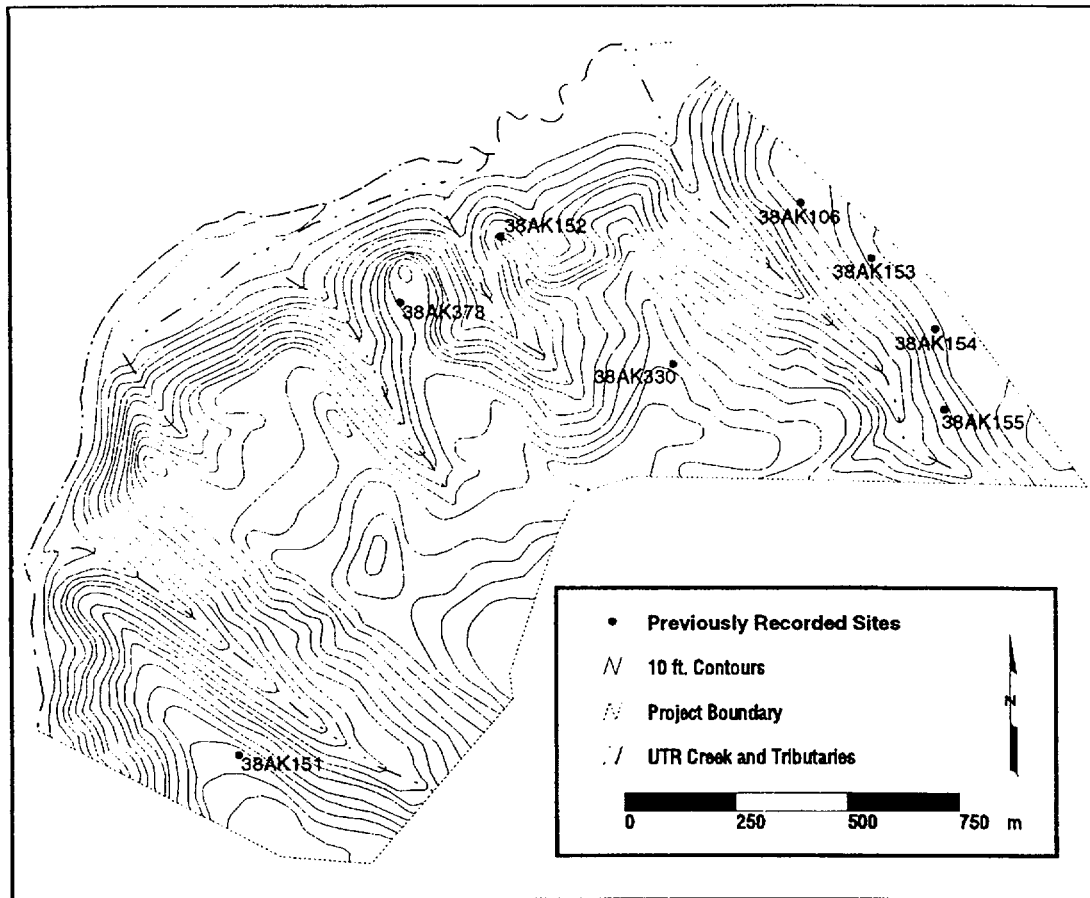 38AK152
38AK106
38AK153
38AK378
38AK154
38AK330
38AK155
38AK151
Previously Recorded Sites
10 ft. Contours
Project Boundary
UTR Creek and Tributaries
N
0 250 500 750 m